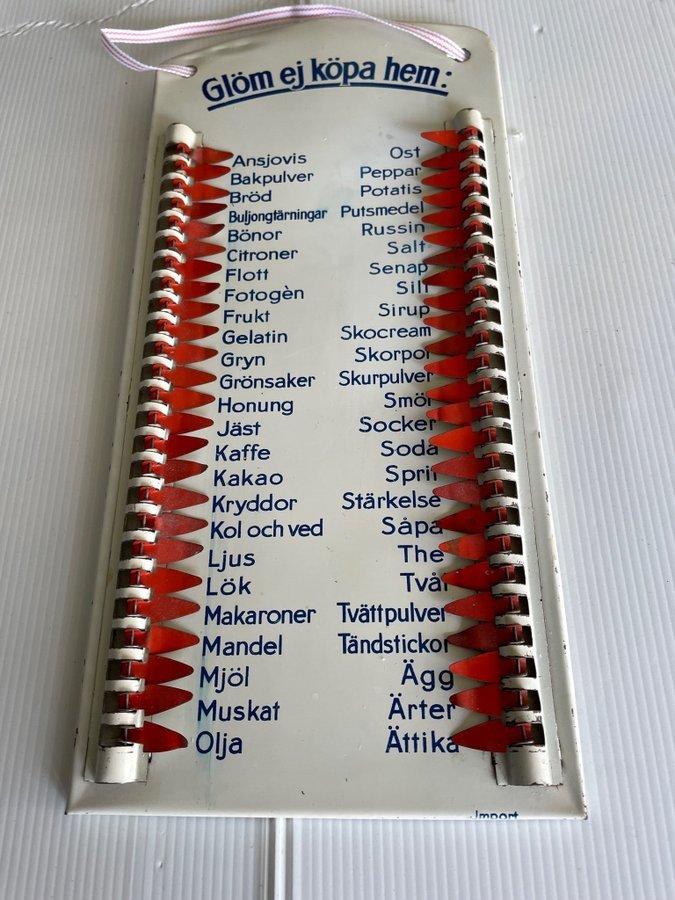 Glöm ej köpa hem:
Ansjovis
Bakpulver
Bröd
Buljongtärningar
Bönor
Citroner
Flott
Fotogèn
Frukt
Gelatin
Gryn
Grönsaker
Honung
Jäst
Kaffe
Kakao
Kryddor
Kol och ved
Ljus
Lök
Makaroner
Mandel
Mjöl
Muskat
Olja
Ost
Peppar
Potatis
Putsmedel
Russin
Salt
Senap
Sill
Sirup
Skocream
Skorpor
Skurpulver
Smör
Socker
Soda
Sprit
Stärkelse
Såpa
The
Tvål
Tvättpulver
Tändstickor
Ägg
Ärter
Ättika
Import